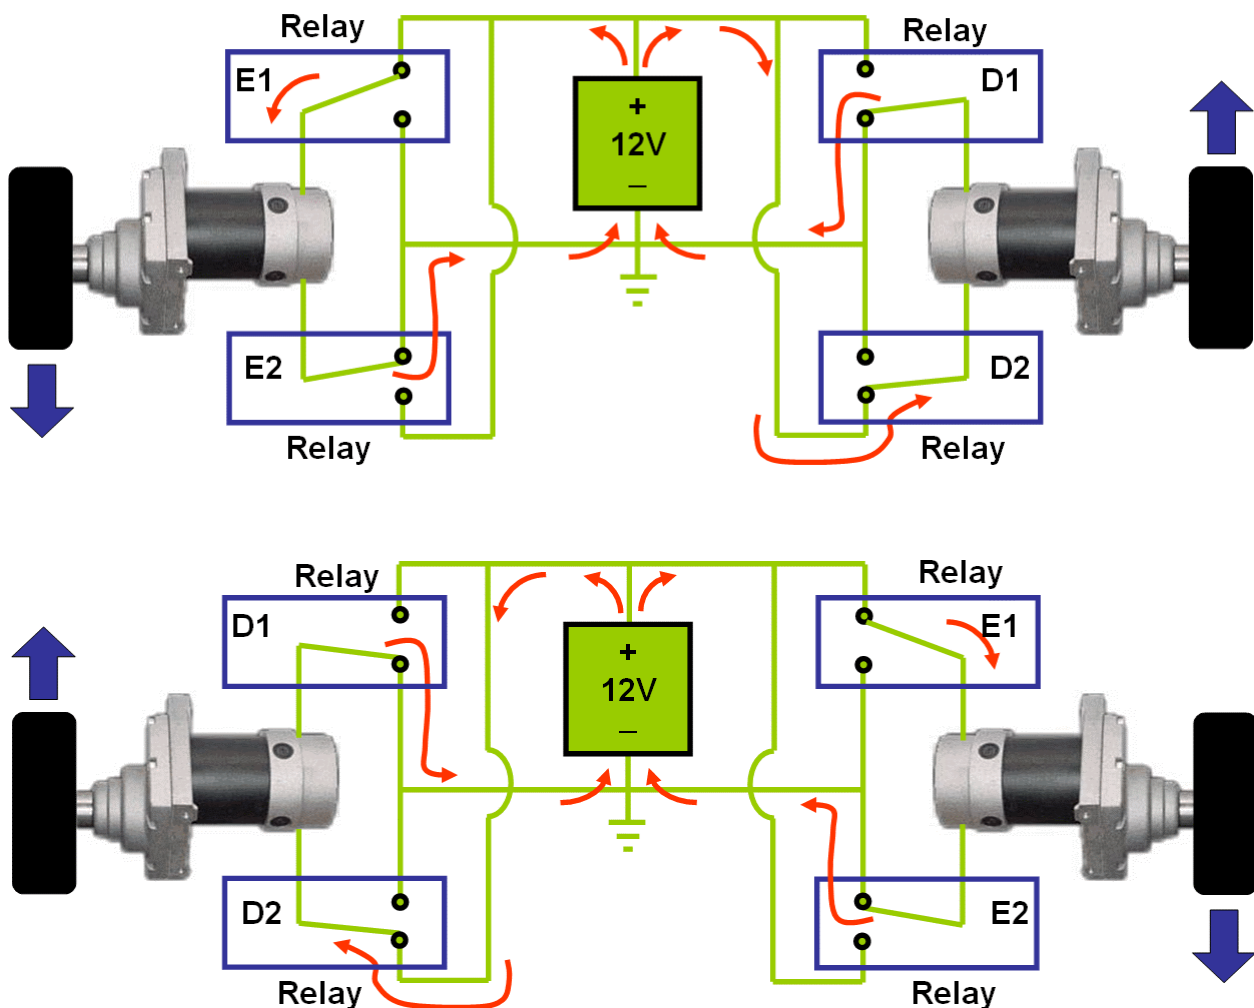 Relay
Relay
E1
D1
+
12V
–
E2
D2
Relay
Relay
Relay
Relay
D1
E1
+
12V
–
D2
E2
Relay
Relay